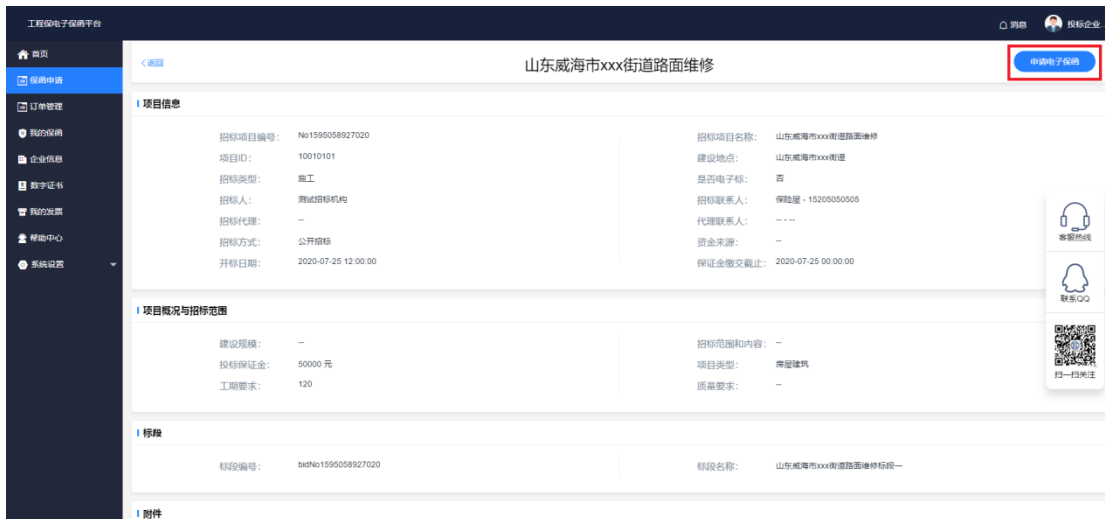 工程保电子保函平台
消息
投标企业...
首页
保函申请
订单管理
我的保函
企业信息
数字证书
我的发票
帮助中心
系统设置
<返回
山东威海市xxx街道路面维修
申请电子保函
项目信息
招标项目编号: No1595058927020
招标项目名称: 山东威海市xxx街道路面维修
项目ID: 10010101
建设地点: 山东威海市xxx街道
招标类型: 施工
是否电子标: 否
招标人: 测试招标机构
招标联系人: 保险屋 - 15205050505
招标代理: --
代理联系人: -- - --
招标方式: 公开招标
资金来源: --
开标日期: 2020-07-25 12:00:00
保证金缴交截止: 2020-07-25 00:00:00
项目概况与招标范围
建设规模: --
招标范围和内容: --
投标保证金: 50000 元
项目类型: 房屋建筑
工期要求: 120
质量要求: --
标段
标段编号: bidNo1595058927020
标段名称: 山东威海市xxx街道路面维修标段一
附件
客服热线
联系QQ
扫一扫关注